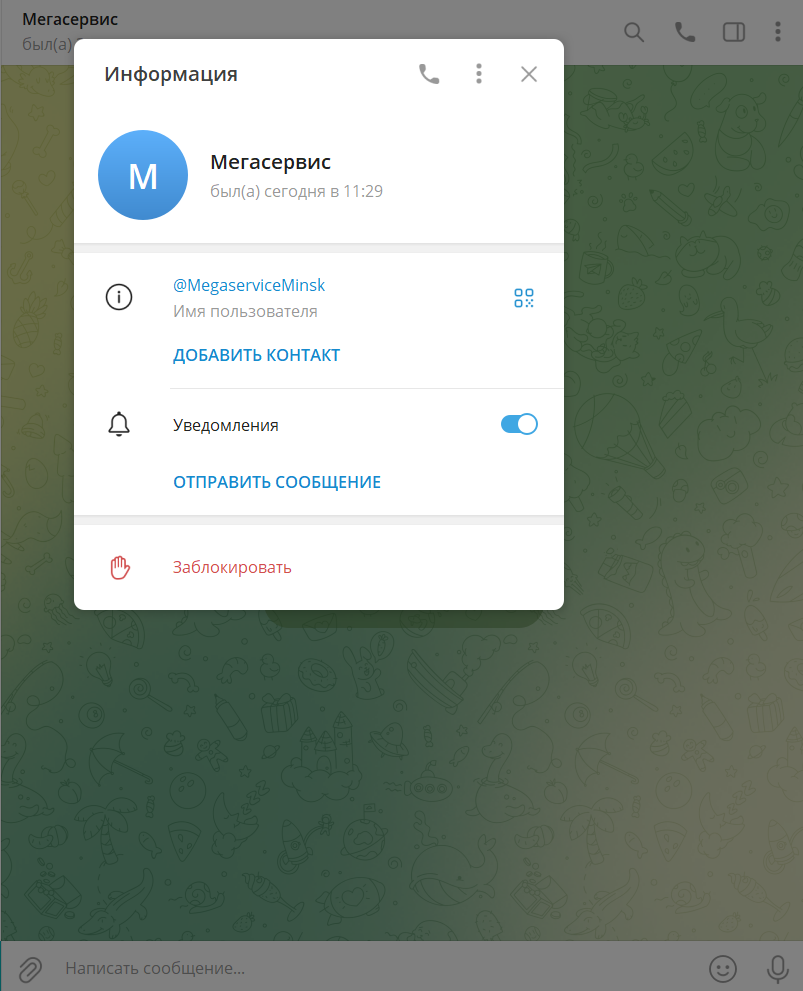 Мегасервис
был(а)
Информация
М
Мегасервис
был(а) сегодня в 11:29
@MegaserviceMinsk
Имя пользователя
ДОБАВИТЬ КОНТАКТ
Уведомления
ОТПРАВИТЬ СООБЩЕНИЕ
Заблокировать
Написать сообщение...